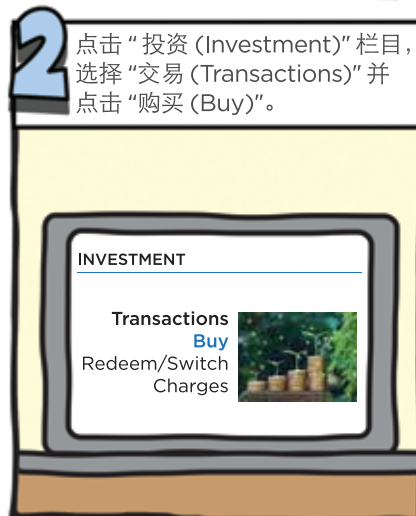 2
点击 “ 投资 (Investment)” 栏目，
选择 “交易 (Transactions)” 并
点击 “购买 (Buy)”。
INVESTMENT
Transactions
Buy
Redeem/Switch
Charges